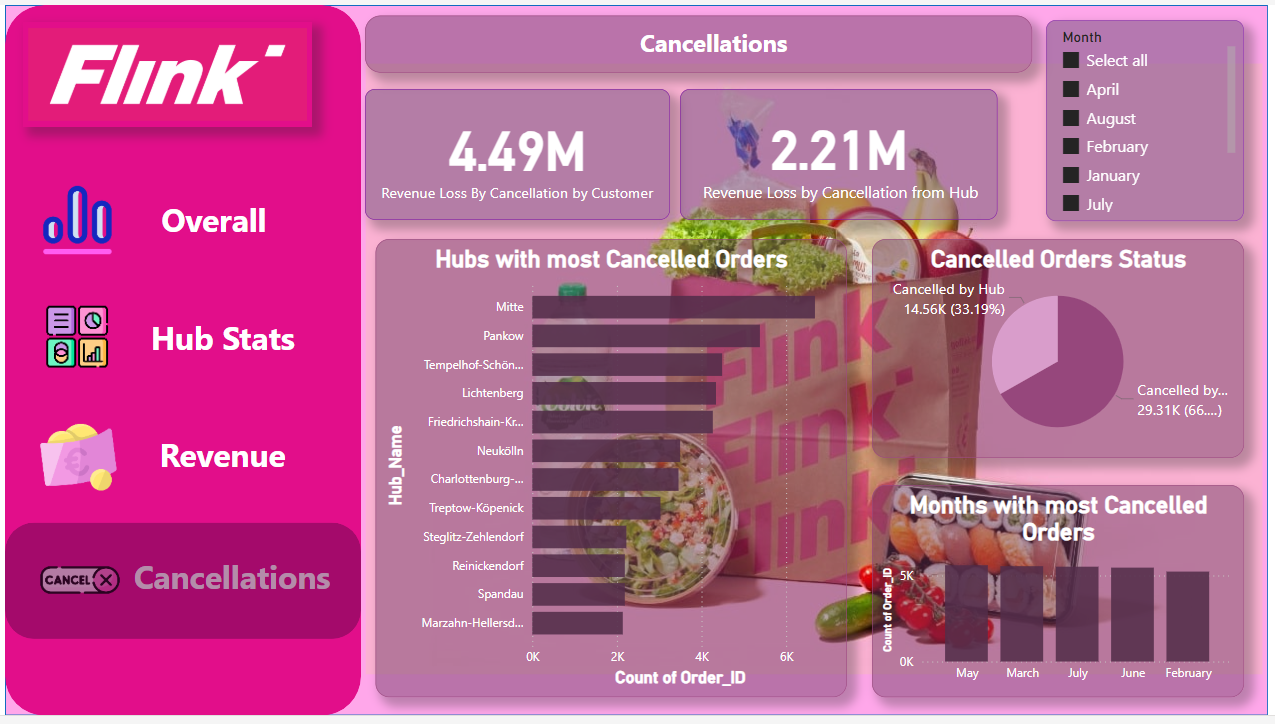 Flink
Cancellations
Month
Select all
April
August
February
January
July
4.49M
Revenue Loss By Cancellation by Customer
2.21M
Revenue Loss by Cancellation from Hub
Overall
Hub Stats
Revenue
CANCEL
Cancellations
Hubs with most Cancelled Orders
Hub_Name
Mitte
Pankow
Tempelhof-Schön...
Lichtenberg
Friedrichshain-Kr...
Neukölln
Charlottenburg-...
Treptow-Köpenick
Steglitz-Zehlendorf
Reinickendorf
Spandau
Marzahn-Hellersd...
0K 2K 4K 6K
Count of Order_ID
Flink
Flink
Flink
Cancelled Orders Status
Cancelled by Hub
14.56K (33.19%)
Cancelled by...
29.31K (66....)
Months with most Cancelled
Orders
Count of Order_ID
5K
0K
May March July June February